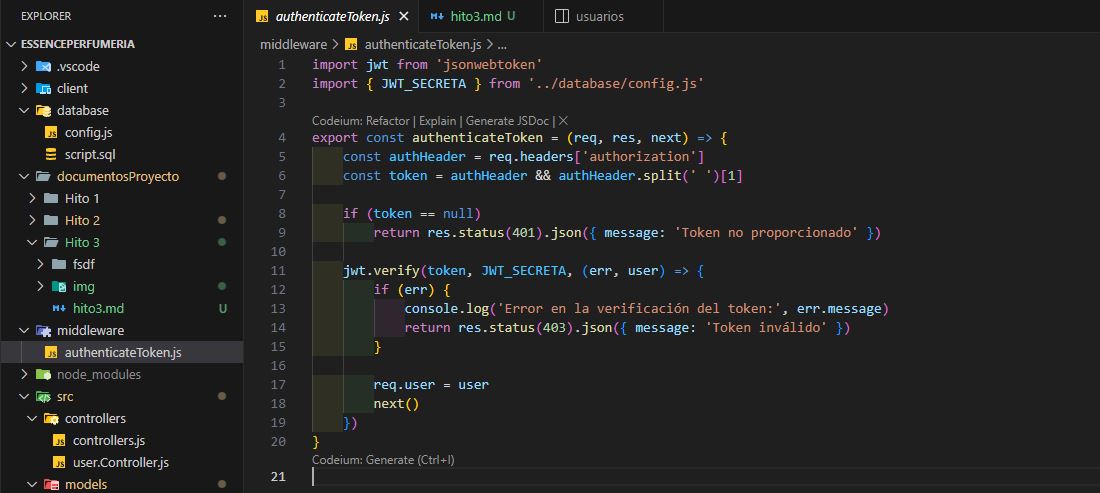 EXPLORER
ESSENCEPERFUMERIA
.vscode
client
database
config.js
script.sql
documentosProyecto
Hito 1
Hito 2
Hito 3
fsdf
img
hito3.md U
middleware
authenticateToken.js
node_modules
src
controllers
controllers.js
user.Controller.js
models
JS authenticateToken.js
hito3.md U
usuarios
middleware > JS authenticateToken.js > ...
1 import jwt from 'jsonwebtoken'
2 import { JWT_SECRETA } from '../database/config.js'
3
Codeium: Refactor | Explain | Generate JSDoc | X
4 export const authenticateToken = (req, res, next) => {
5 const authHeader = req.headers['authorization']
6 const token = authHeader && authHeader.split(' ')[1]
7
8 if (token == null)
9 return res.status(401).json({ message: 'Token no proporcionado' })
10
11 jwt.verify(token, JWT_SECRETA, (err, user) => {
12 if (err) {
13 console.log('Error en la verificación del token:', err.message)
14 return res.status(403).json({ message: 'Token inválido' })
15 }
16
17 req.user = user
18 next()
19 })
20 }
Codeium: Generate (Ctrl+I)
21